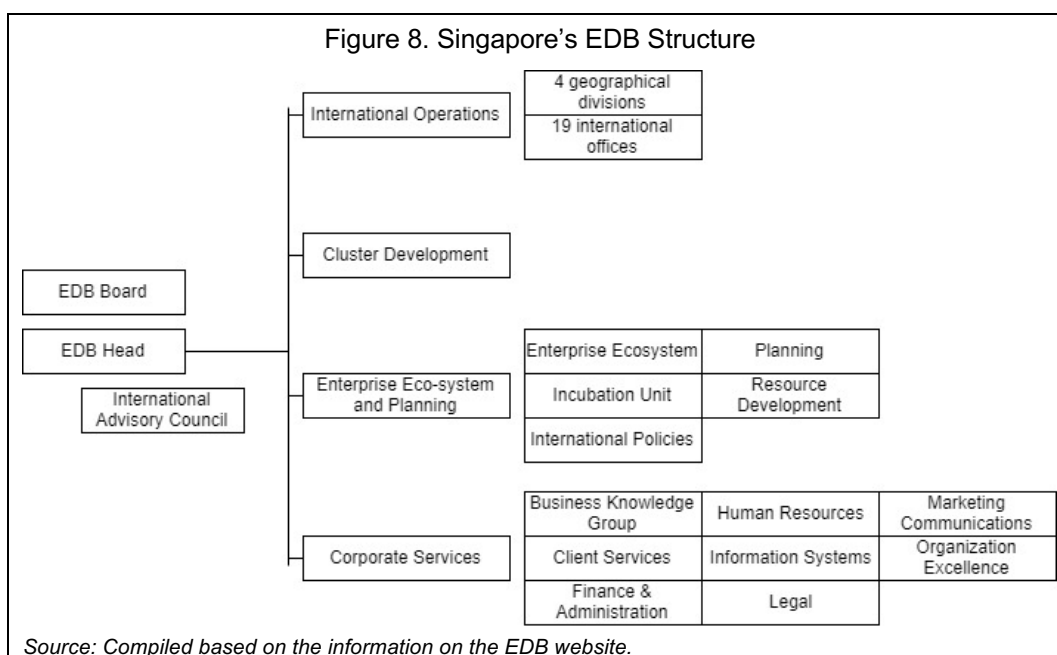 Figure 8. Singapore’s EDB Structure
International Operations
4 geographical
divisions
19 international
offices
Cluster Development
EDB Board
EDB Head
International
Advisory Council
Enterprise Eco-system
and Planning
Enterprise Ecosystem
Planning
Incubation Unit
Resource
Development
International Policies
Corporate Services
Business Knowledge
Group
Human Resources
Marketing
Communications
Client Services
Information Systems
Organization
Excellence
Finance &
Administration
Legal
Source: Compiled based on the information on the EDB website.